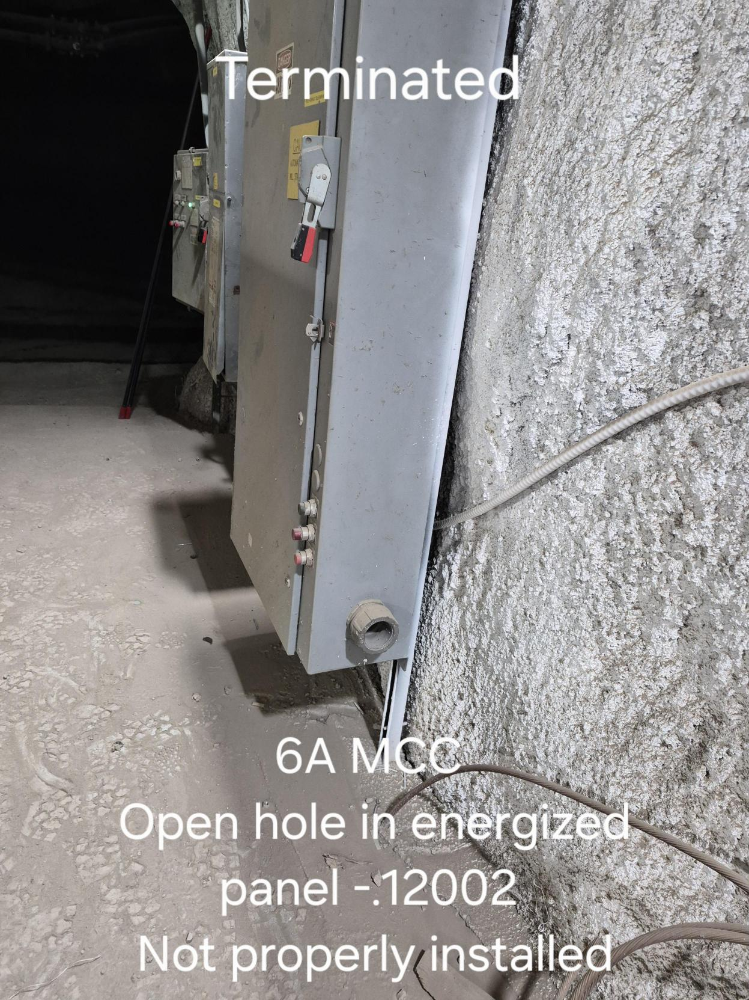 DANGER
Terminated
6A MCC
Open hole in energized
panel -.12002
Not properly installed